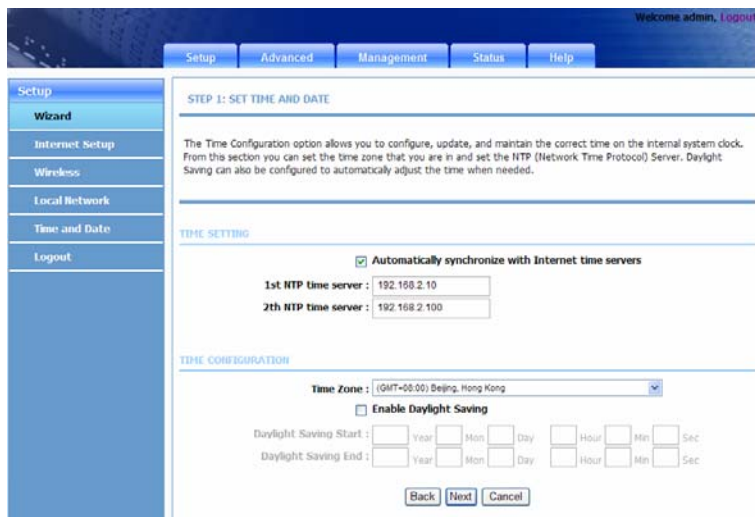 Welcome admin, Logout
Setup Advanced Management Status Help
Setup
Wizard
Internet Setup
Wireless
Local Network
Time and Date
Logout
STEP 1: SET TIME AND DATE
The Time Configuration option allows you to configure, update, and maintain the correct time on the internal system clock.
From this section you can set the time zone that you are in and set the NTP (Network Time Protocol) Server. Daylight
Saving can also be configured to automatically adjust the time when needed.
TIME SETTING
Automatically synchronize with Internet time servers
1st NTP time server : 192.168.2.10
2th NTP time server : 192.168.2.100
TIME CONFIGURATION
Time Zone : (GMT+08:00) Beijing, Hong Kong
Enable Daylight Saving
Daylight Saving Start : Year Mon Day Hour Min Sec
Daylight Saving End : Year Mon Day Hour Min Sec
Back Next Cancel